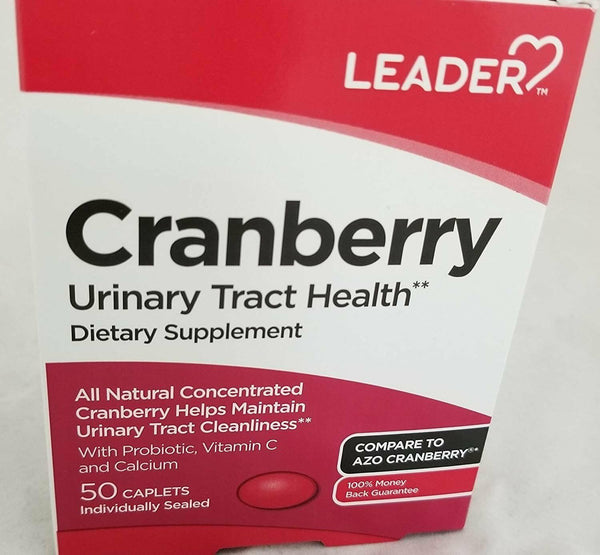 LEADER™
Cranberry
Urinary Tract Health**
Dietary Supplement
All Natural Concentrated
Cranberry Helps Maintain
Urinary Tract Cleanliness**
With Probiotic, Vitamin C
and Calcium
50 CAPLETS
Individually Sealed
COMPARE TO
AZO CRANBERRY®*
100% Money
Back Guarantee